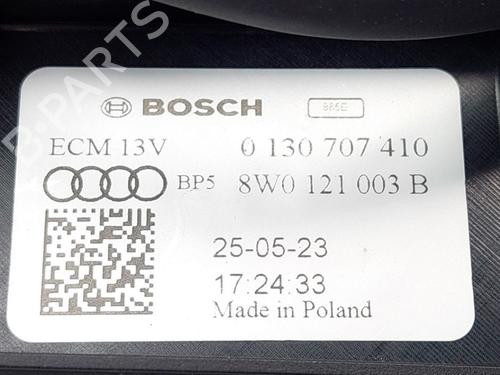 BOSCH
ECM 13V 0 130 707 410
BP5 8W0 121 003 B
25-05-23
17:24:33
Made in Poland
B-PARTS